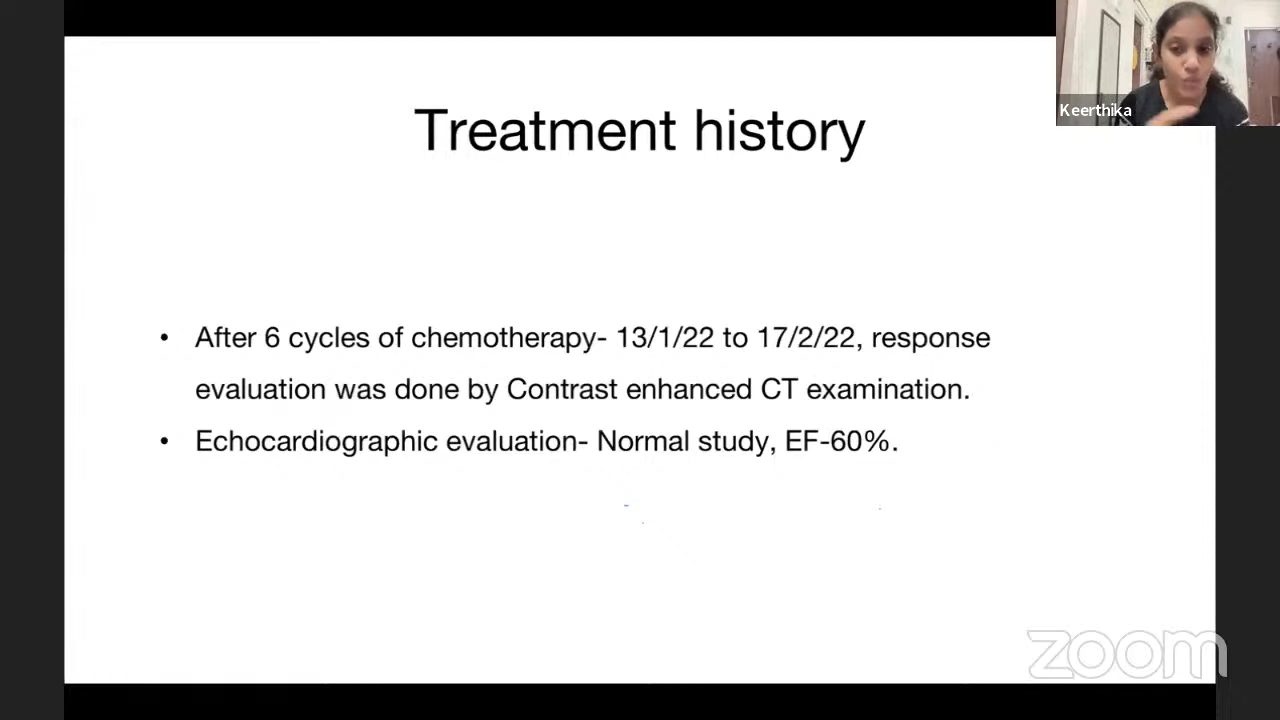 Keerthika
Treatment history
• After 6 cycles of chemotherapy- 13/1/22 to 17/2/22, response
evaluation was done by Contrast enhanced CT examination.
• Echocardiographic evaluation- Normal study, EF-60%.
zoom